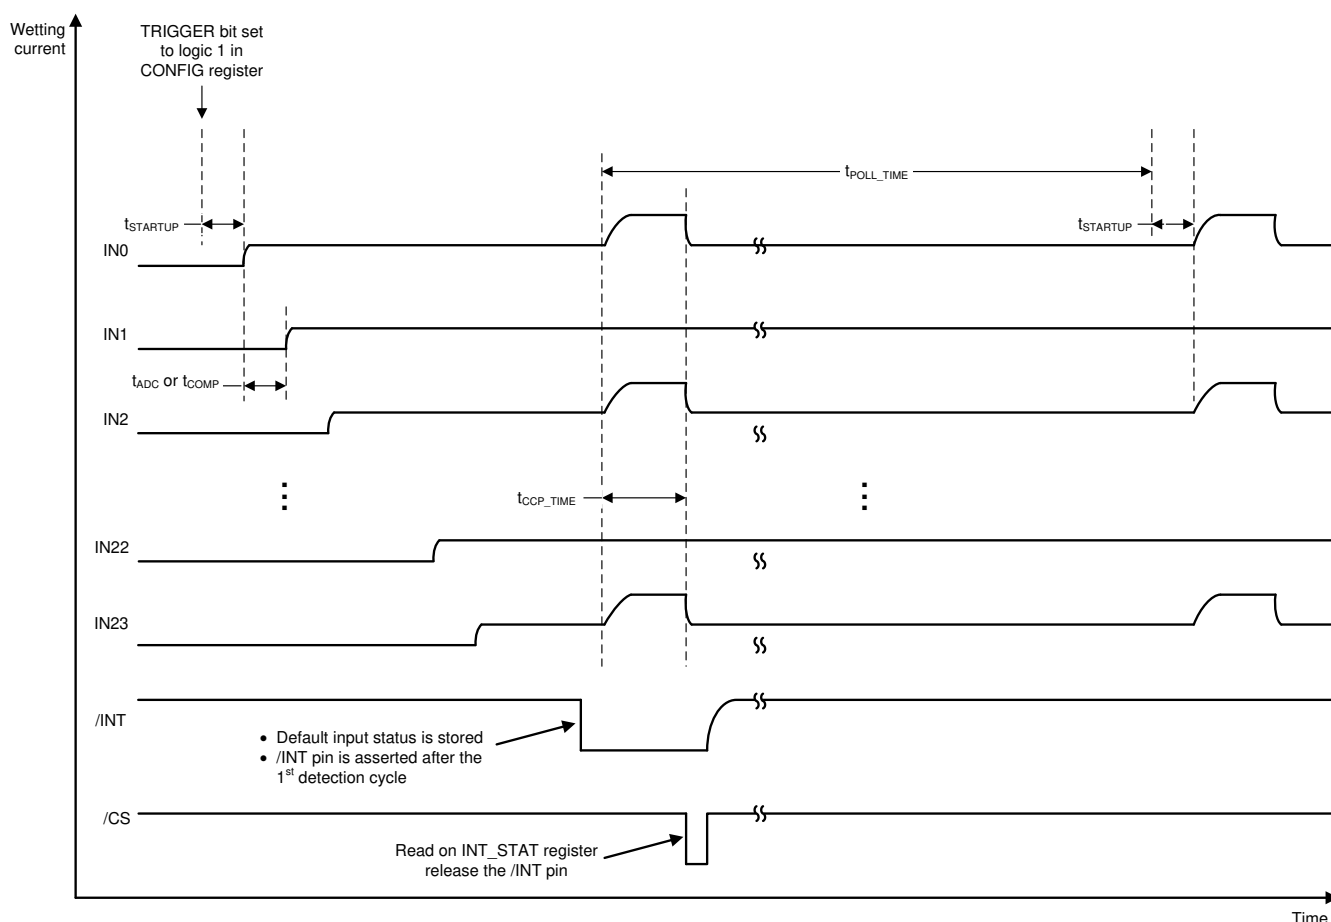 Wetting
current
TRIGGER bit set
to logic 1 in
CONFIG register
tPOLL_TIME
tSTARTUP
tSTARTUP
IN0
IN1
tADC or tCOMP
IN2
tCCP_TIME
IN22
IN23
/INT
• Default input status is stored
• /INT pin is asserted after the
1st detection cycle
/CS
Read on INT_STAT register
release the /INT pin
Time